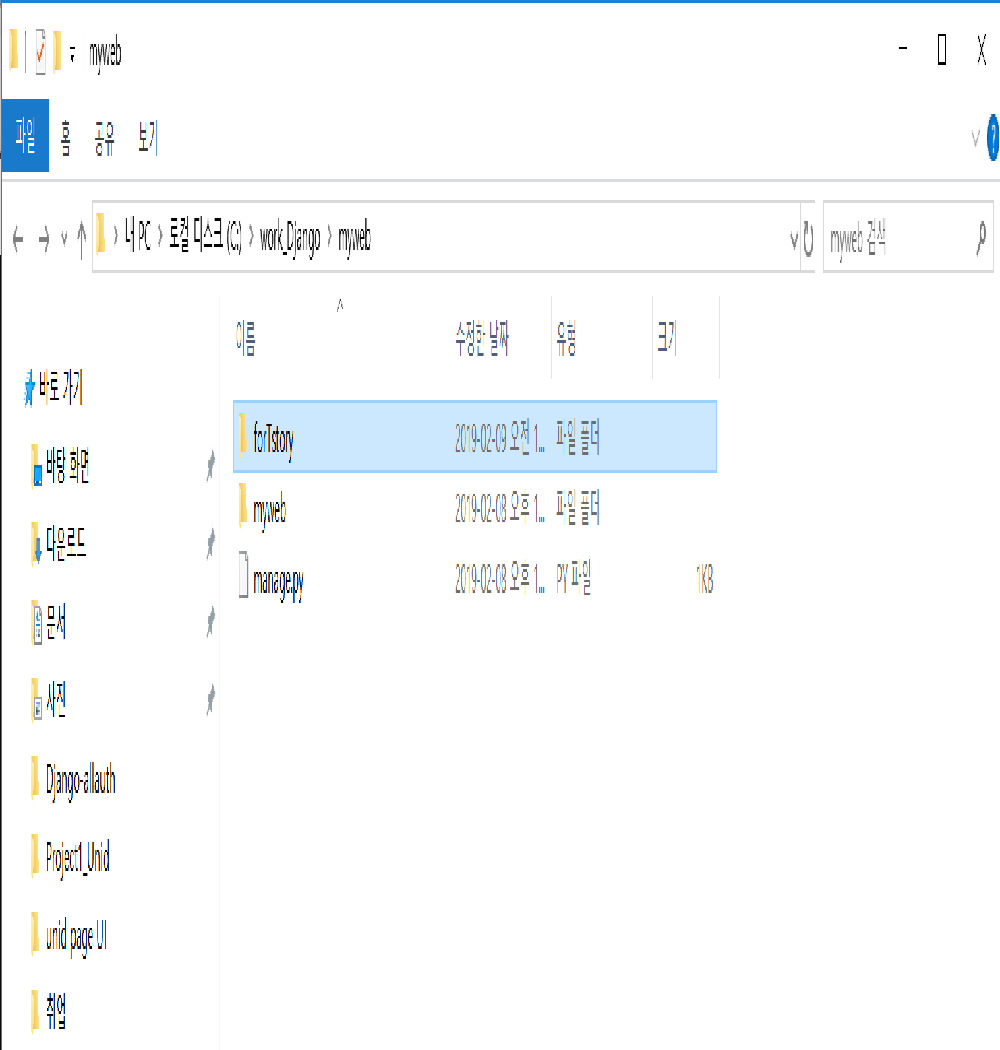 myweb
파일 홈 공유 보기
내 PC > 로컬 디스크 (C:) > work_Django > myweb
myweb 검색
이름 수정한 날짜 유형 크기
바로 가기
바탕 화면
다운로드
문서
사진
Django-allauth
Project1_Unid
unid page UI
취업
forTstory 2019-02-09 오전 1... 파일 폴더
myweb 2019-02-08 오후 1... 파일 폴더
manage.py 2019-02-08 오후 1... PY 파일 1KB